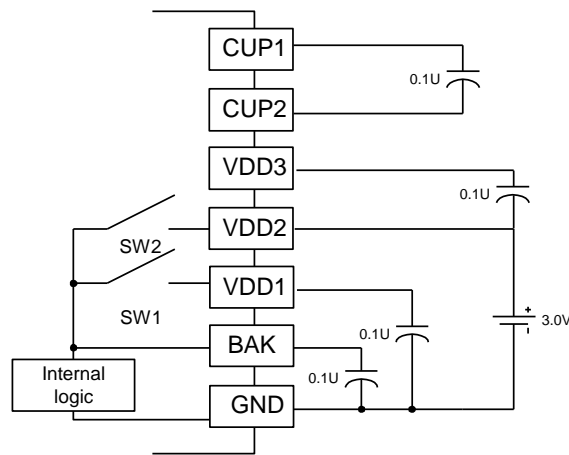 CUP1
0.1U
CUP2
VDD3
0.1U
VDD2
SW2
VDD1
SW1
3.0V
0.1U
BAK
Internal
logic
0.1U
GND